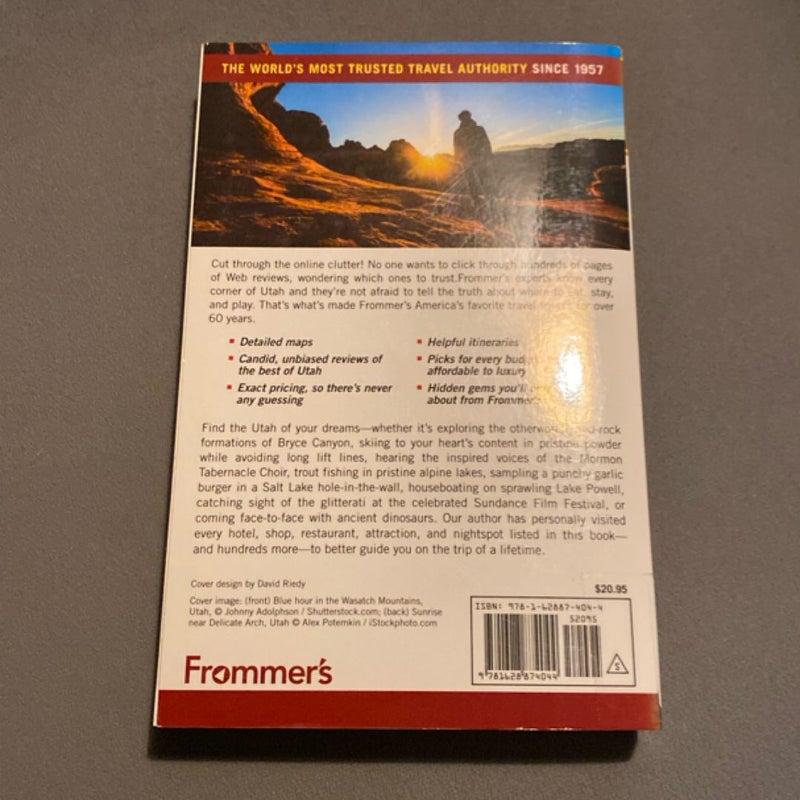 THE WORLD'S MOST TRUSTED TRAVEL AUTHORITY SINCE 1957
Cut through the online clutter! No one wants to click through hundreds of pages
of Web reviews, wondering which ones to trust.Frommer's experts know every
corner of Utah and they're not afraid to tell the truth about where to eat, stay,
and play. That's what's made Frommer's America's favorite travel for over
60 years.
▪ Detailed maps
▪ Candid, unbiased reviews of
the best of Utah
▪ Exact pricing, so there's never
any guessing
▪ Helpful itineraries
▪ Picks for every
affordable to luxury
▪ Hidden gems you'll
about from Frommer's
Find the Utah of your dreams—whether it's exploring the
formations of Bryce Canyon, skiing to your heart's content in pristine powder
while avoiding long lift lines, hearing the inspired voices of the Mormon
Tabernacle Choir, trout fishing in pristine alpine lakes, sampling a punchy garlic
burger in a Salt Lake hole-in-the-wall, houseboating on sprawling Lake Powell,
catching sight of the glitterati at the celebrated Sundance Film Festival, or
coming face-to-face with ancient dinosaurs. Our author has personally visited
every hotel, shop, restaurant, attraction, and nightspot listed in this book—
and hundreds more—to better guide you on the trip of a lifetime.
Cover design by David Riedy
Cover image: (front) Blue hour in the Wasatch Mountains,
Utah, © Johnny Adolphson / Shutterstock.com; (back) Sunrise
near Delicate Arch, Utah © Alex Potemkin / iStockphoto.com
$20.95
ISBN: 978-1-62887-404-4
52095
9 781628 874044
S
Frommer's